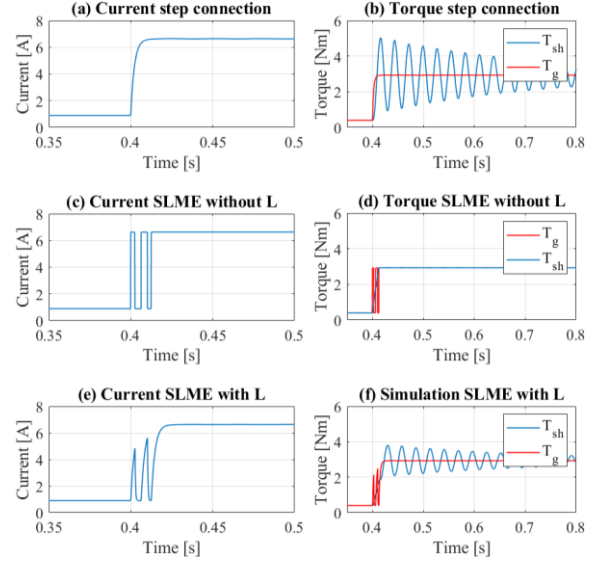 (a) Current step connection
Current [A]
8
6
4
2
0
0.35 0.4 0.45 0.5
Time [s]
(b) Torque step connection
Torque [Nm]
6
4
2
0
0.4 0.5 0.6 0.7 0.8
Time [s]
T_sh
T_g
(c) Current SLME without L
Current [A]
8
6
4
2
0
0.35 0.4 0.45 0.5
Time [s]
(d) Torque SLME without L
Torque [Nm]
6
4
2
0
0.4 0.5 0.6 0.7 0.8
Time [s]
T_g
T_sh
(e) Current SLME with L
Current [A]
8
6
4
2
0
0.35 0.4 0.45 0.5
Time [s]
(f) Simulation SLME with L
Torque [Nm]
6
4
2
0
0.4 0.5 0.6 0.7 0.8
Time [s]
T_sh
T_g